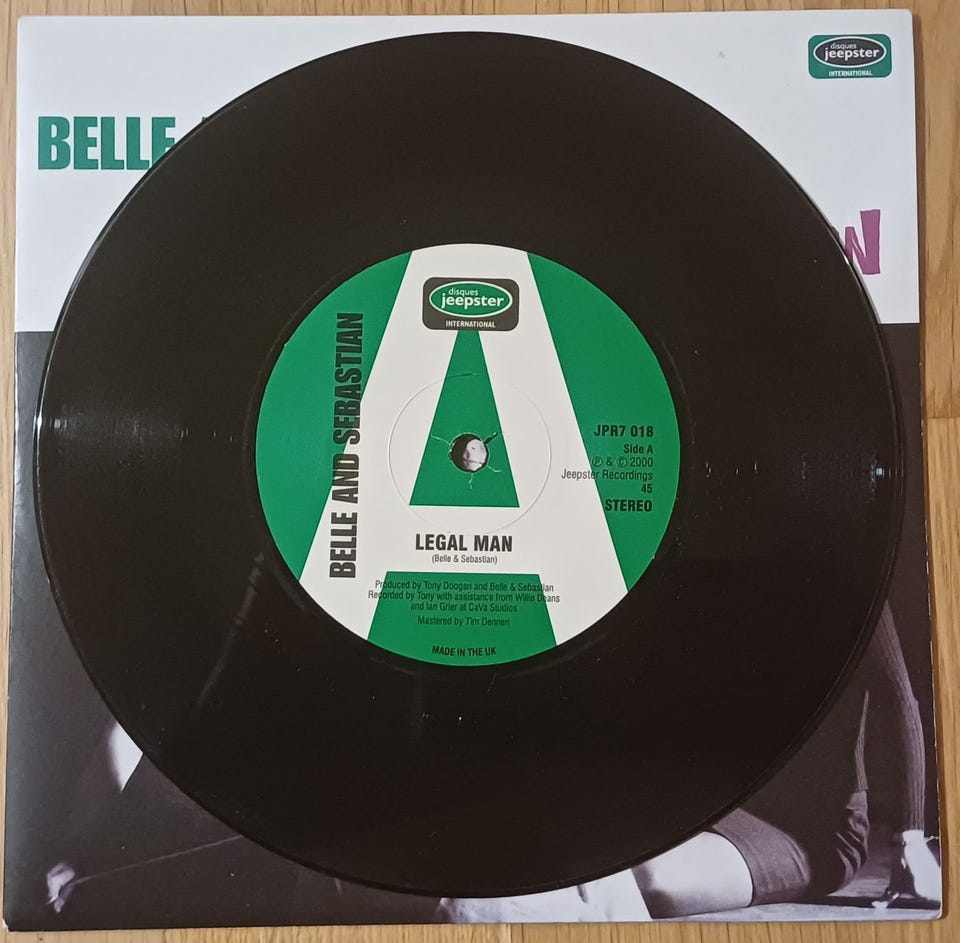 disques
jeepster
INTERNATIONAL
BELLE
N
disques
jeepster
INTERNATIONAL
BELLE AND SEBASTIAN
JPR7 018
Side A
Ⓟ & © 2000
Jeepster Recordings
45
STEREO
LEGAL MAN
(Belle & Sebastian)
Produced by Tony Doogan and Belle & Sebastian
Recorded by Tony with assistance from Willie Deans
and Ian Grier at CaVa Studios
Mastered by Tim Dennen
MADE IN THE UK